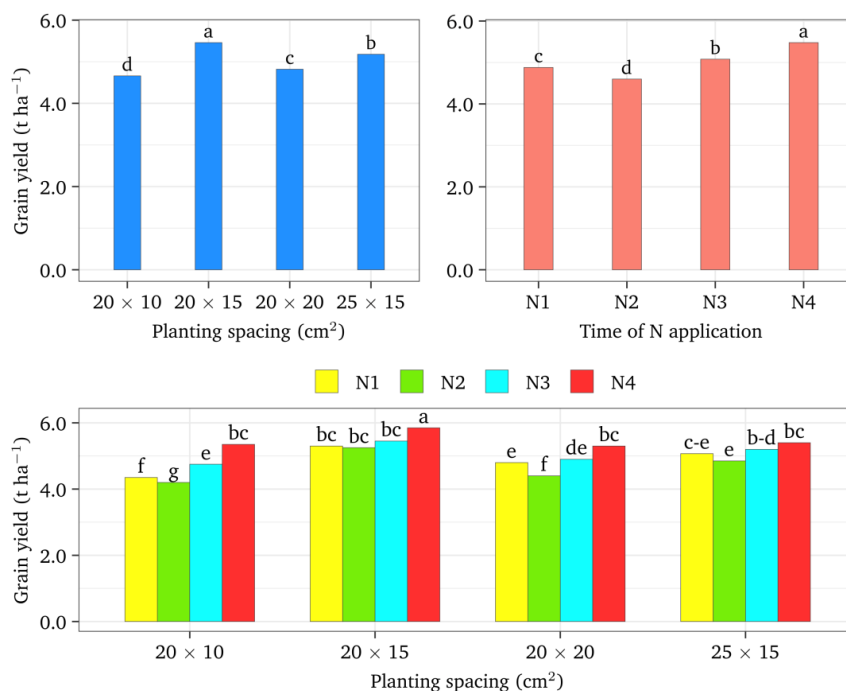 6.0
4.0
2.0
0.0
Grain yield (t ha⁻¹)
d
a
c
b
20 × 10
20 × 15
20 × 20
25 × 15
Planting spacing (cm²)
6.0
4.0
2.0
0.0
c
d
b
a
N1
N2
N3
N4
Time of N application
N1 N2 N3 N4
6.0
4.0
2.0
0.0
Grain yield (t ha⁻¹)
f g e bc
bc bc bc a
e f de bc
c-e e b-d bc
20 × 10
20 × 15
20 × 20
25 × 15
Planting spacing (cm²)